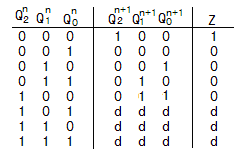 Q₂ⁿ Q₁ⁿ Q₀ⁿ Q₂ⁿ⁺¹ Q₁ⁿ⁺¹ Q₀ⁿ⁺¹ Z
0 0 0 1 0 0 1
0 0 1 0 0 0 0
0 1 0 0 0 1 0
0 1 1 0 1 0 0
1 0 0 0 1 1 0
1 0 1 d d d d
1 1 0 d d d d
1 1 1 d d d d